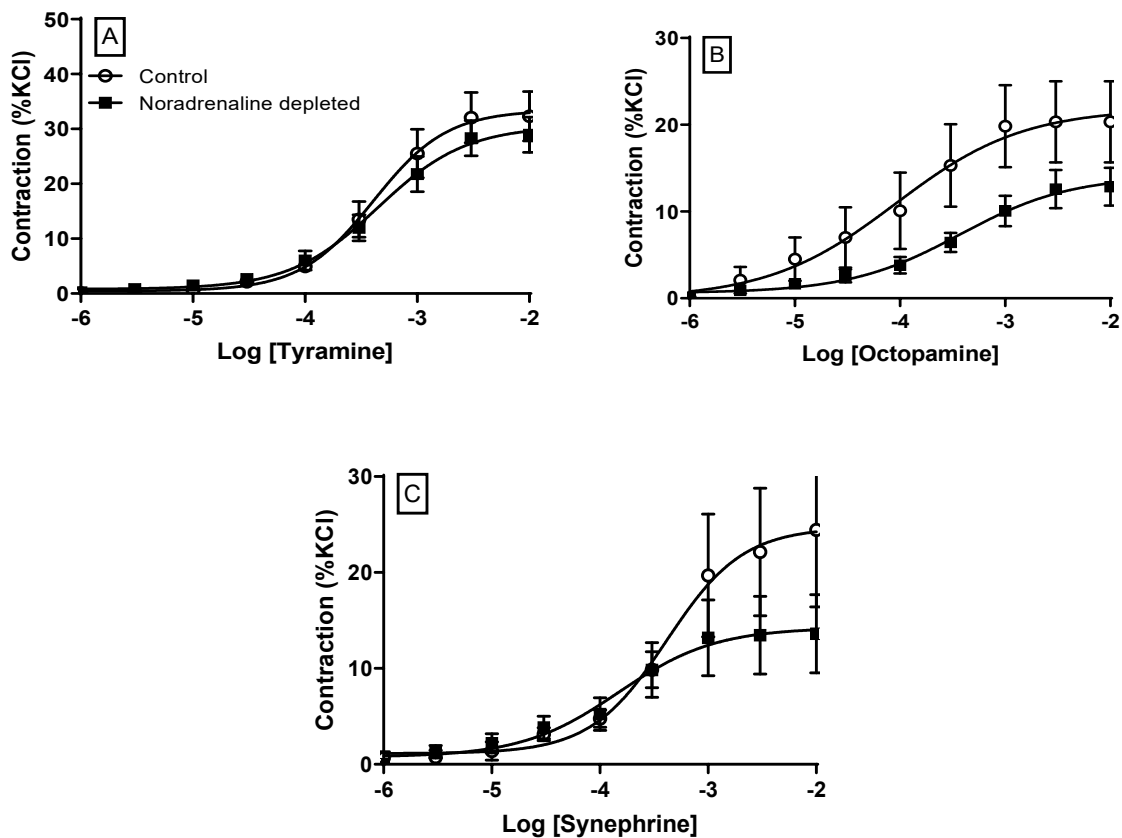 A
Control
Noradrenaline depleted
Contraction (%KCl)
50
40
30
20
10
0
-6
-5
-4
-3
-2
Log [Tyramine]
B
Contraction (%KCl)
30
20
10
0
-6
-5
-4
-3
-2
Log [Octopamine]
C
Contraction (%KCl)
30
20
10
0
-6
-5
-4
-3
-2
Log [Synephrine]